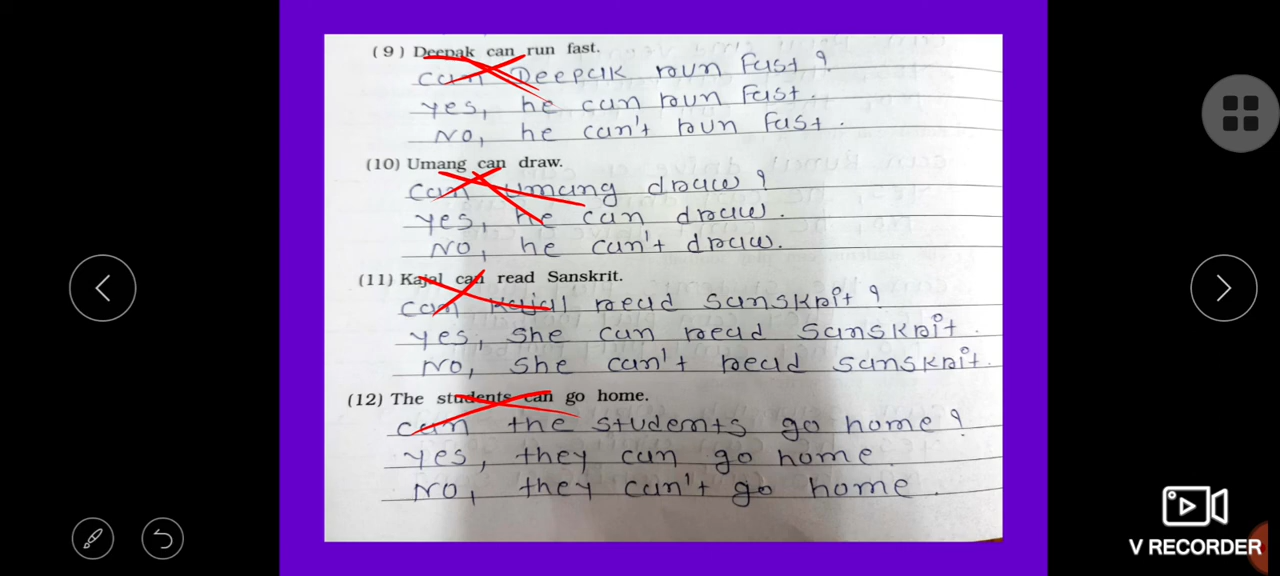 (9) Deepak can run fast.
can Deepak run fast?
yes, he can run fast.
No, he can't run fast.
(10) Umang can draw.
can umang draw?
yes, he can draw.
No, he can't draw.
(11) Kajal can read Sanskrit.
can Kajal read sanskrit?
yes, she can read sanskrit.
No, she can't read sanskrit.
(12) The students can go home.
can the students go home?
yes, they can go home.
No, they can't go home.
V RECORDER